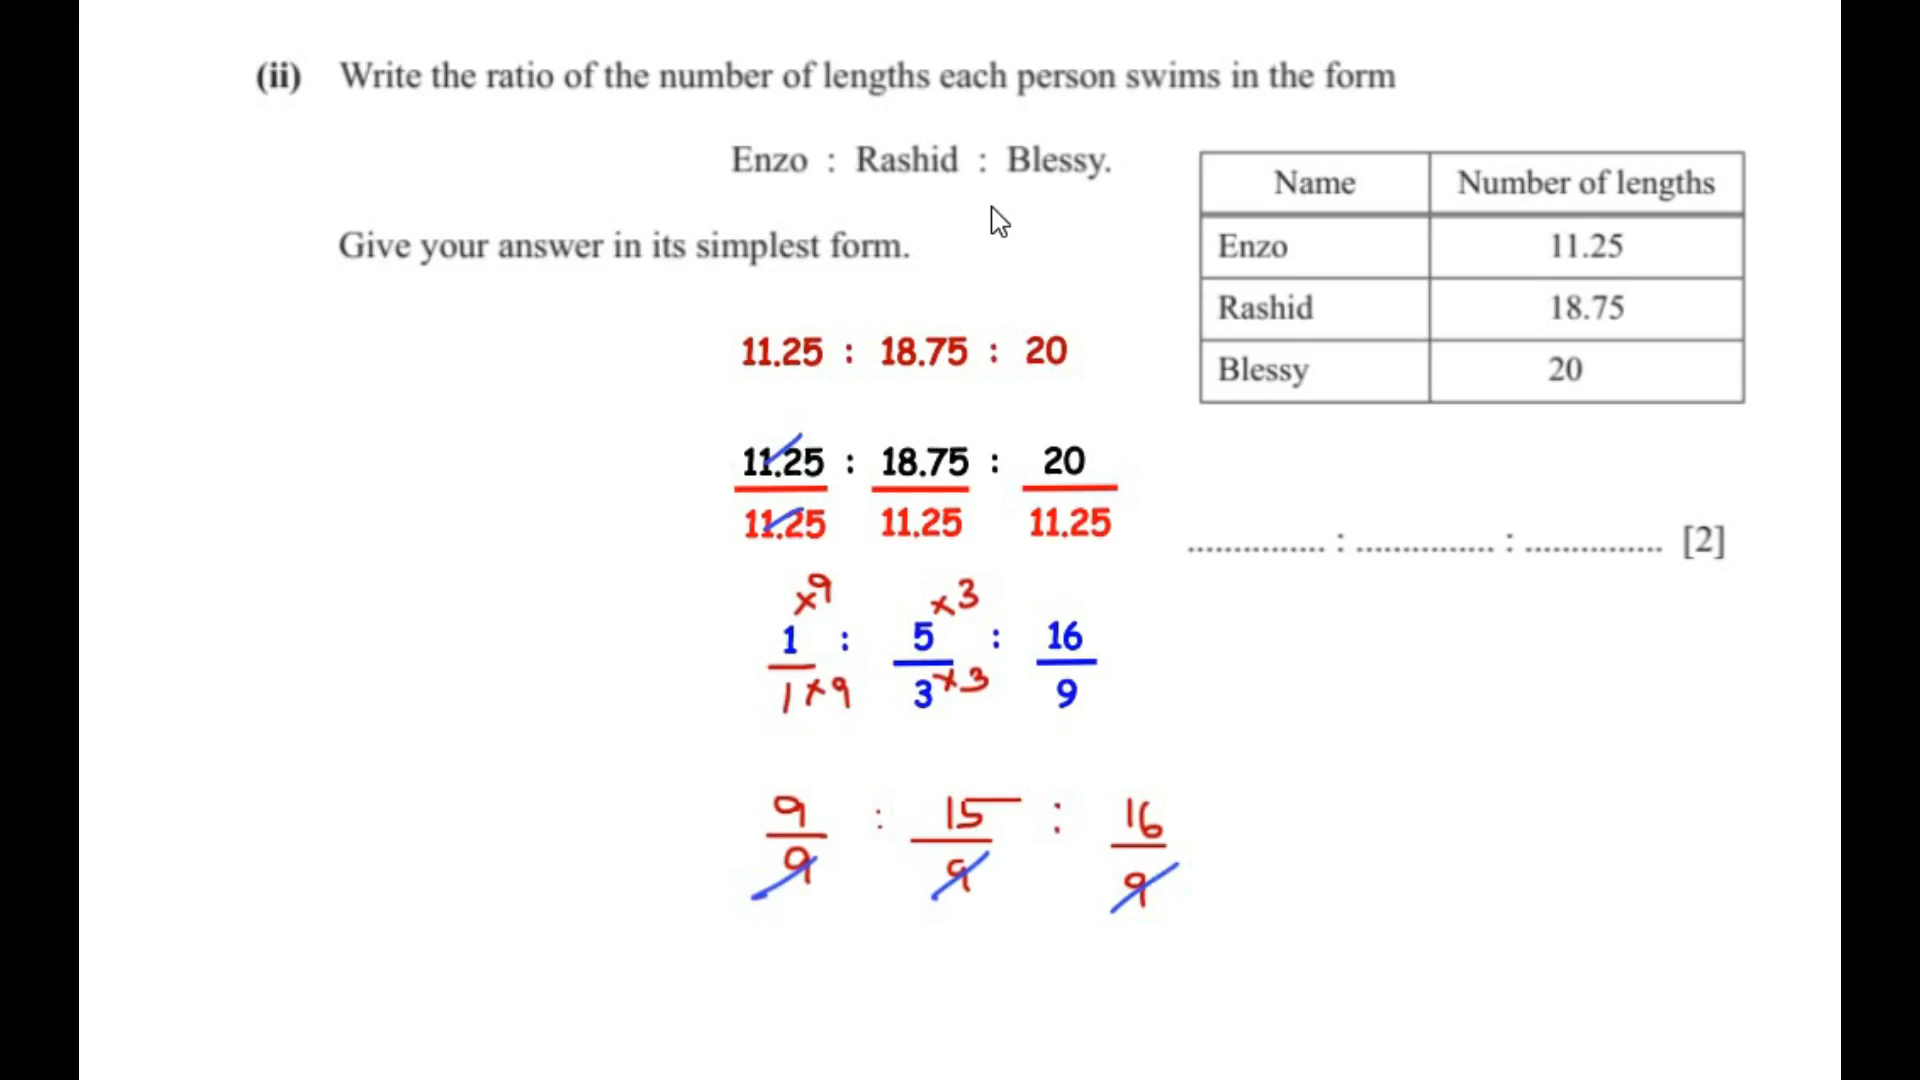 (ii) Write the ratio of the number of lengths each person swims in the form
Enzo : Rashid : Blessy.
Give your answer in its simplest form.
Name Number of lengths
Enzo 11.25
Rashid 18.75
Blessy 20
11.25 : 18.75 : 20
11.25 : 18.75 : 20
11.25 11.25 11.25
............... : ............... : ............... [2]
×9 ×3
1 : 5 : 16
1×9 3×3 9
9 : 15 : 16
9 9 9